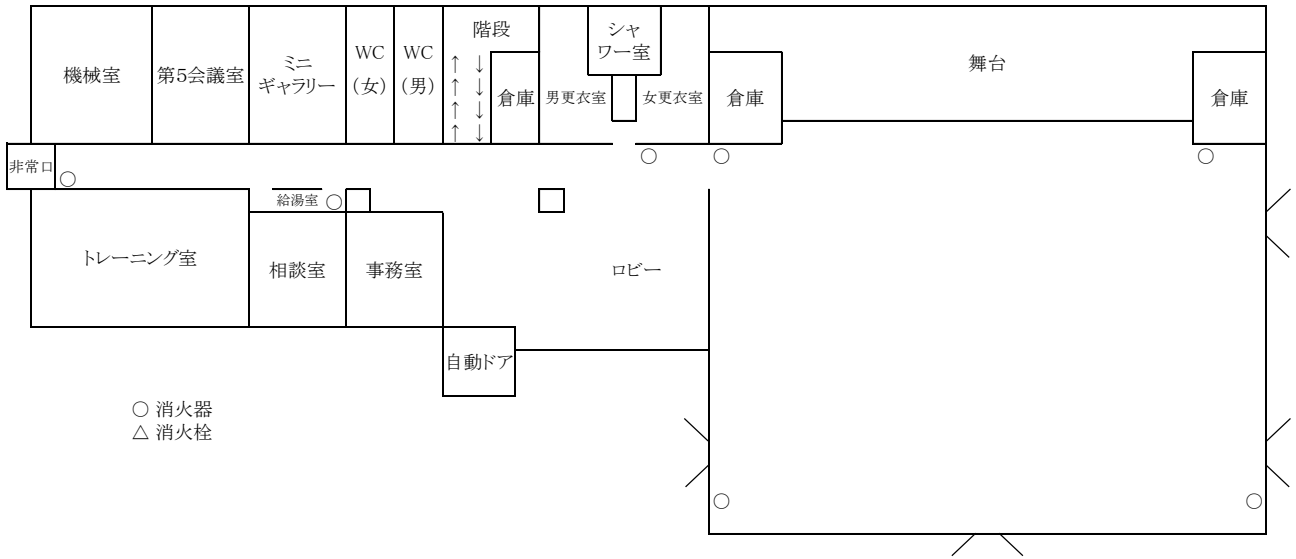 階段
シャ
ワー室
WC
(女)
WC
(男)
機械室
第5会議室
ミニ
ギャラリー
↑ ↓
↑ ↓
↑ ↓
↑ ↓
倉庫
男更衣室
女更衣室
倉庫
舞台
倉庫
非常口
○
○
○
○
給湯室
○
トレーニング室
相談室
事務室
ロビー
自動ドア
○ 消火器
△ 消火栓
○
○